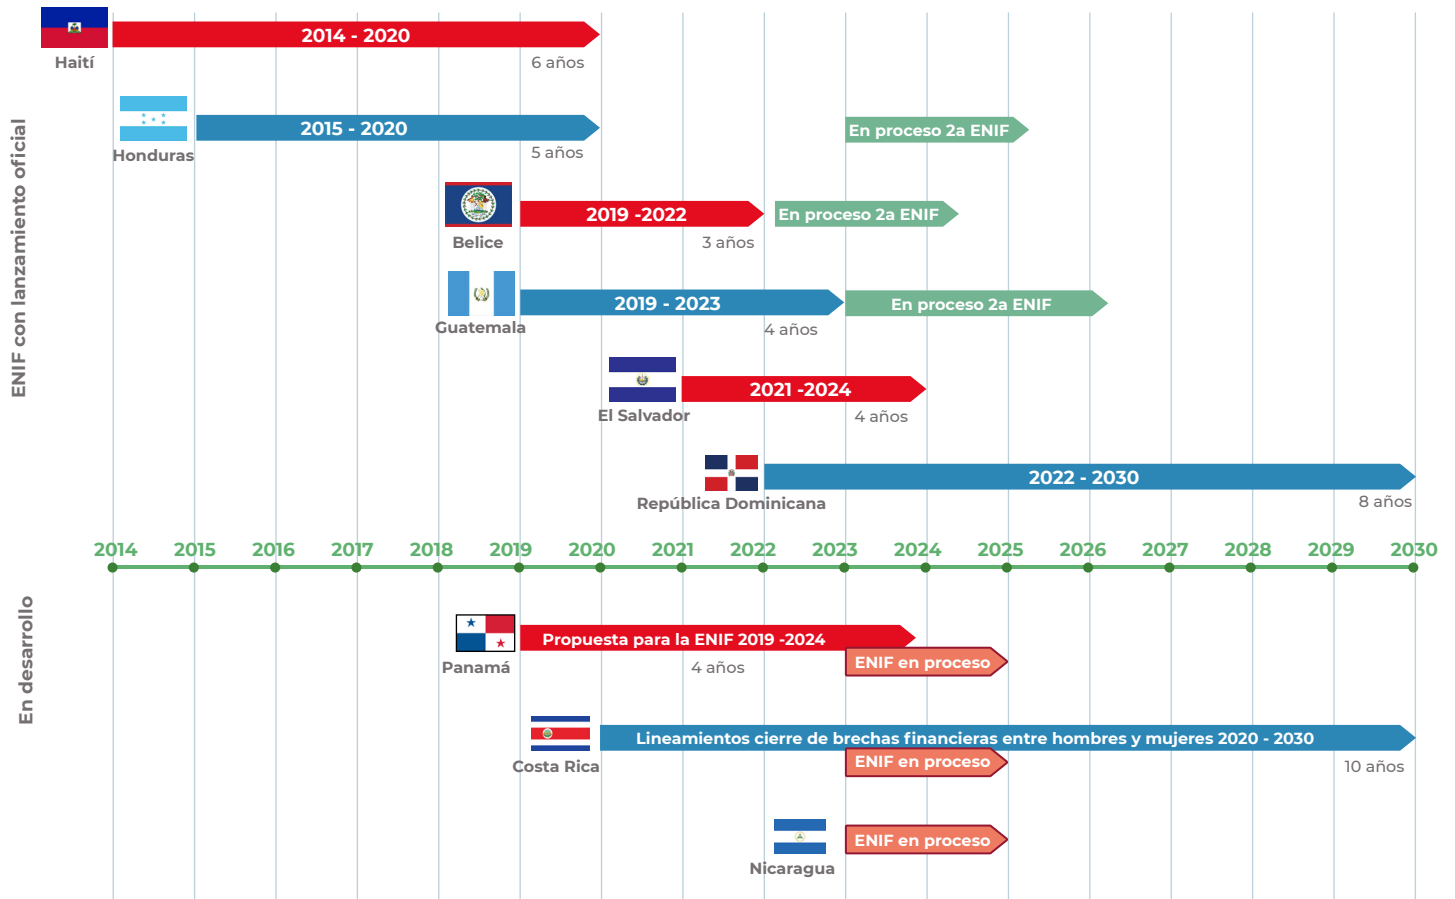 ENIF con lanzamiento oficial
2014 - 2020
Haití
6 años
2015 - 2020
En proceso 2a ENIF
Honduras
5 años
2019 -2022
En proceso 2a ENIF
Belice
3 años
2019 - 2023
En proceso 2a ENIF
Guatemala
4 años
2021 -2024
El Salvador
4 años
2022 - 2030
República Dominicana
8 años
2014 2015 2016 2017 2018 2019 2020 2021 2022 2023 2024 2025 2026 2027 2028 2029 2030
En desarrollo
Propuesta para la ENIF 2019 -2024
ENIF en proceso
Panamá
4 años
Lineamientos cierre de brechas financieras entre hombres y mujeres 2020 - 2030
ENIF en proceso
Costa Rica
10 años
ENIF en proceso
Nicaragua